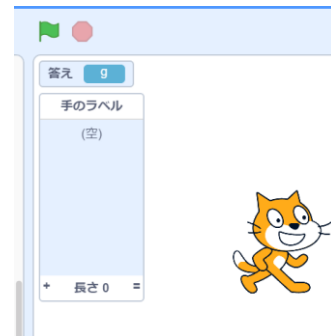 答え g
手のラベル
(空)
+ 長さ 0 =